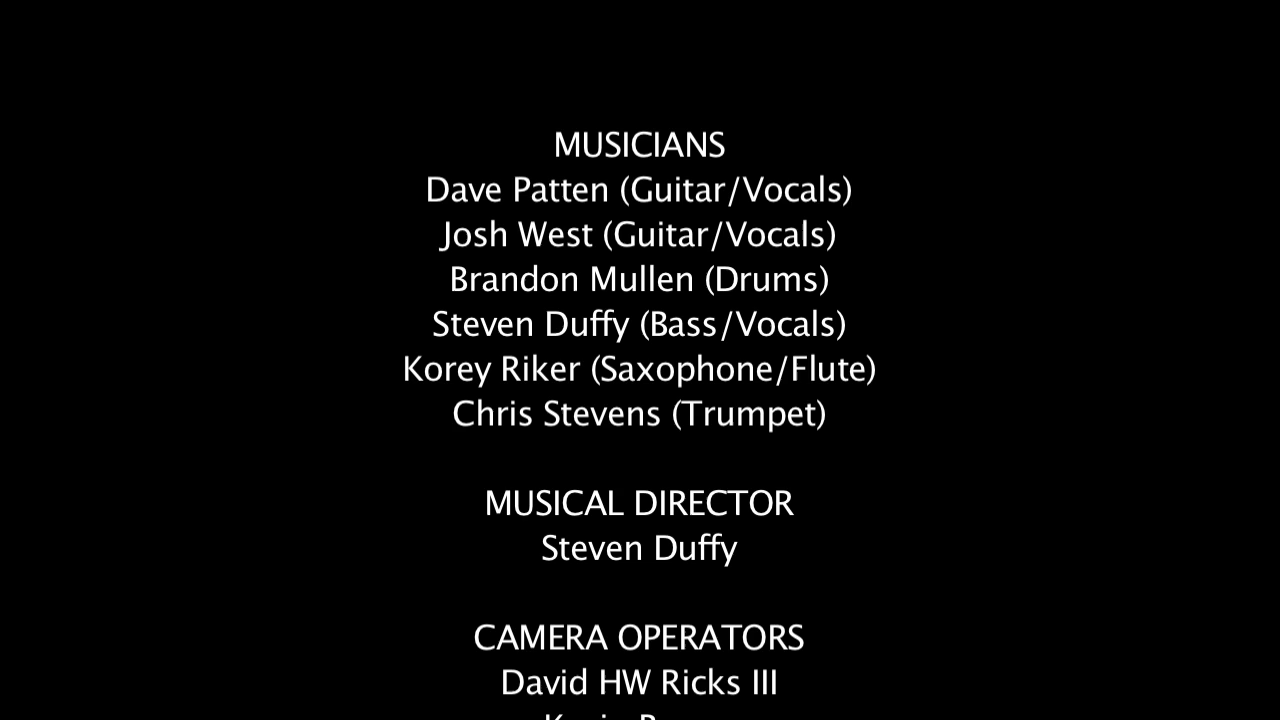 MUSICIANS
Dave Patten (Guitar/Vocals)
Josh West (Guitar/Vocals)
Brandon Mullen (Drums)
Steven Duffy (Bass/Vocals)
Korey Riker (Saxophone/Flute)
Chris Stevens (Trumpet)
MUSICAL DIRECTOR
Steven Duffy
CAMERA OPERATORS
David HW Ricks III